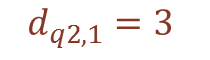 d_{q2,1} = 3